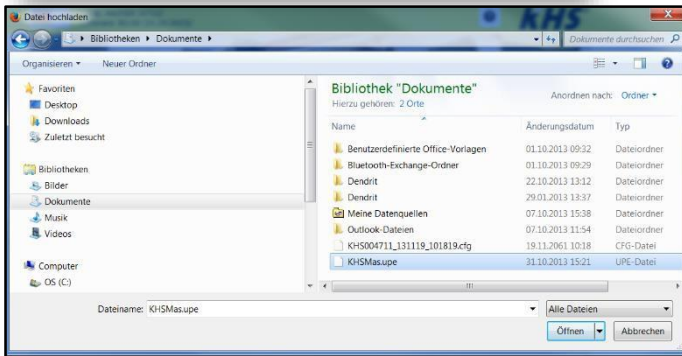 Datei hochladen
KHS
Bibliotheken ▸ Dokumente ▸
Dokumente durchsuchen
Organisieren
Neuer Ordner
Favoriten
Desktop
Downloads
Zuletzt besucht
Bibliotheken
Bilder
Dokumente
Musik
Videos
Computer
OS (C:)
Bibliothek "Dokumente"
Hierzu gehören: 2 Orte
Anordnen nach: Ordner
Name Änderungsdatum Typ
Benutzerdefinierte Office-Vorlagen 01.10.2013 09:32 Dateiordner
Bluetooth-Exchange-Ordner 01.10.2013 09:29 Dateiordner
Dendrit 22.10.2013 13:12 Dateiordner
Dendrit 29.01.2013 13:37 Dateiordner
Meine Datenquellen 07.10.2013 15:38 Dateiordner
Outlook-Dateien 07.10.2013 11:54 Dateiordner
KHS004711_131119_101819.cfg 19.11.2061 10:18 CFG-Datei
KHSMas.upe 31.10.2013 15:21 UPE-Datei
Dateiname: KHSMas.upe
Alle Dateien
Öffnen Abbrechen